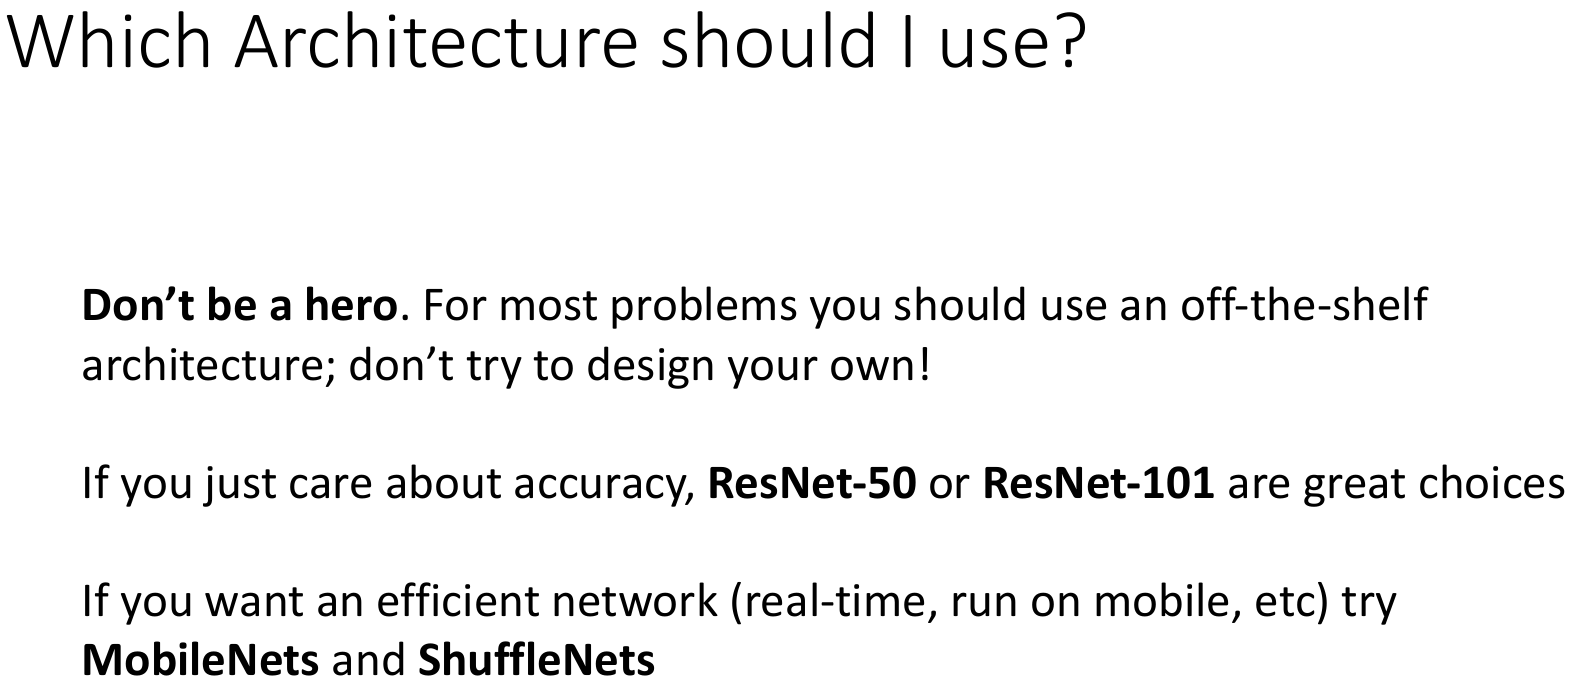 Which Architecture should I use?
Don’t be a hero. For most problems you should use an off-the-shelf
architecture; don’t try to design your own!
If you just care about accuracy, ResNet-50 or ResNet-101 are great choices
If you want an efficient network (real-time, run on mobile, etc) try
MobileNets and ShuffleNets